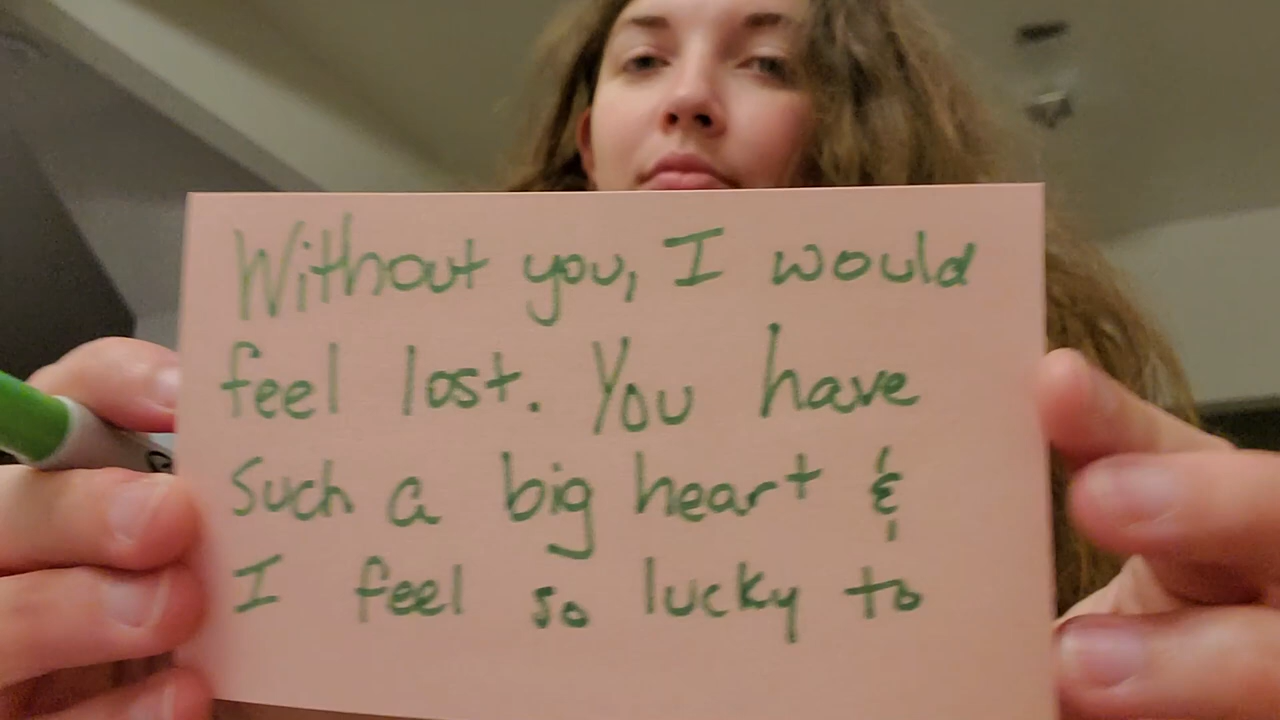 Without you, I would
feel lost. You have
such a big heart &
I feel so lucky to